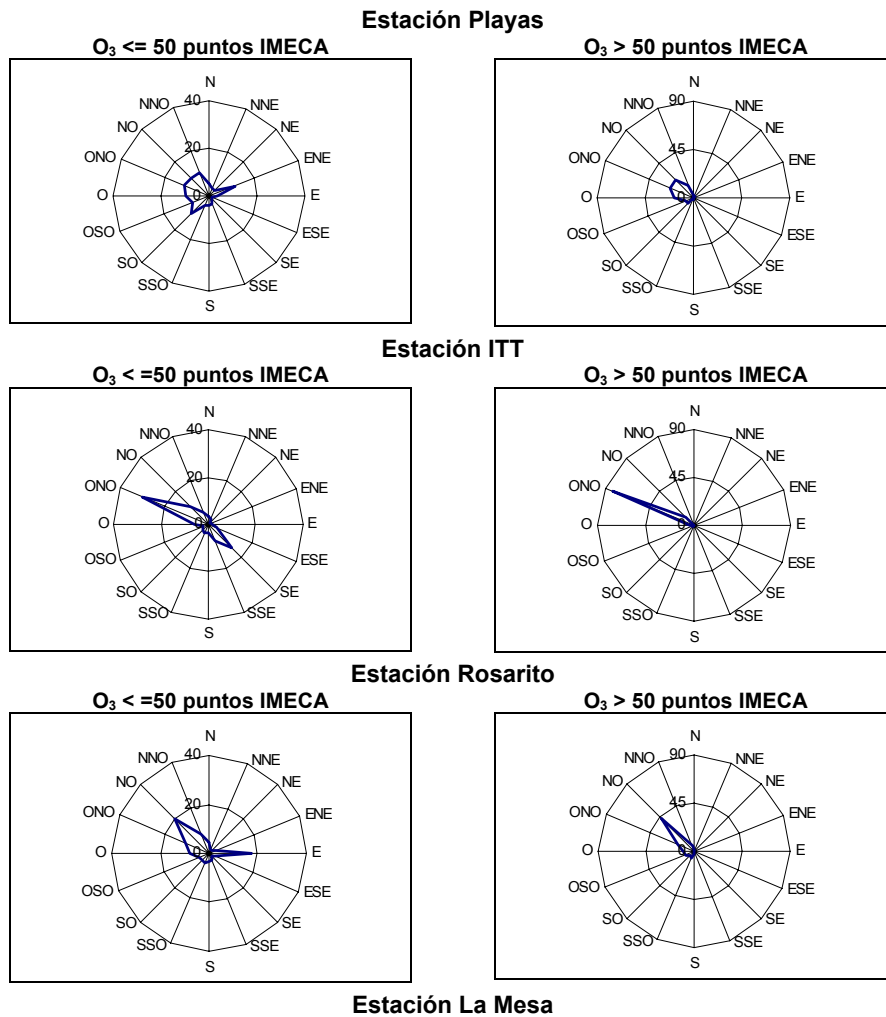 Estación Playas
O₃ <= 50 puntos IMECA
O₃ > 50 puntos IMECA
N
NNE
NE
ENE
E
ESE
SE
SSE
S
SSO
SO
OSO
O
ONO
NO
NNO
40
20
0
N
NNE
NE
ENE
E
ESE
SE
SSE
S
SSO
SO
OSO
O
ONO
NO
NNO
90
45
0
Estación ITT
O₃ < =50 puntos IMECA
O₃ > 50 puntos IMECA
N
NNE
NE
ENE
E
ESE
SE
SSE
S
SSO
SO
OSO
O
ONO
NO
NNO
40
20
0
N
NNE
NE
ENE
E
ESE
SE
SSE
S
SSO
SO
OSO
O
ONO
NO
NNO
90
45
0
Estación Rosarito
O₃ < =50 puntos IMECA
O₃ > 50 puntos IMECA
N
NNE
NE
ENE
E
ESE
SE
SSE
S
SSO
SO
OSO
O
ONO
NO
NNO
40
20
0
N
NNE
NE
ENE
E
ESE
SE
SSE
S
SSO
SO
OSO
O
ONO
NO
NNO
90
45
0
Estación La Mesa